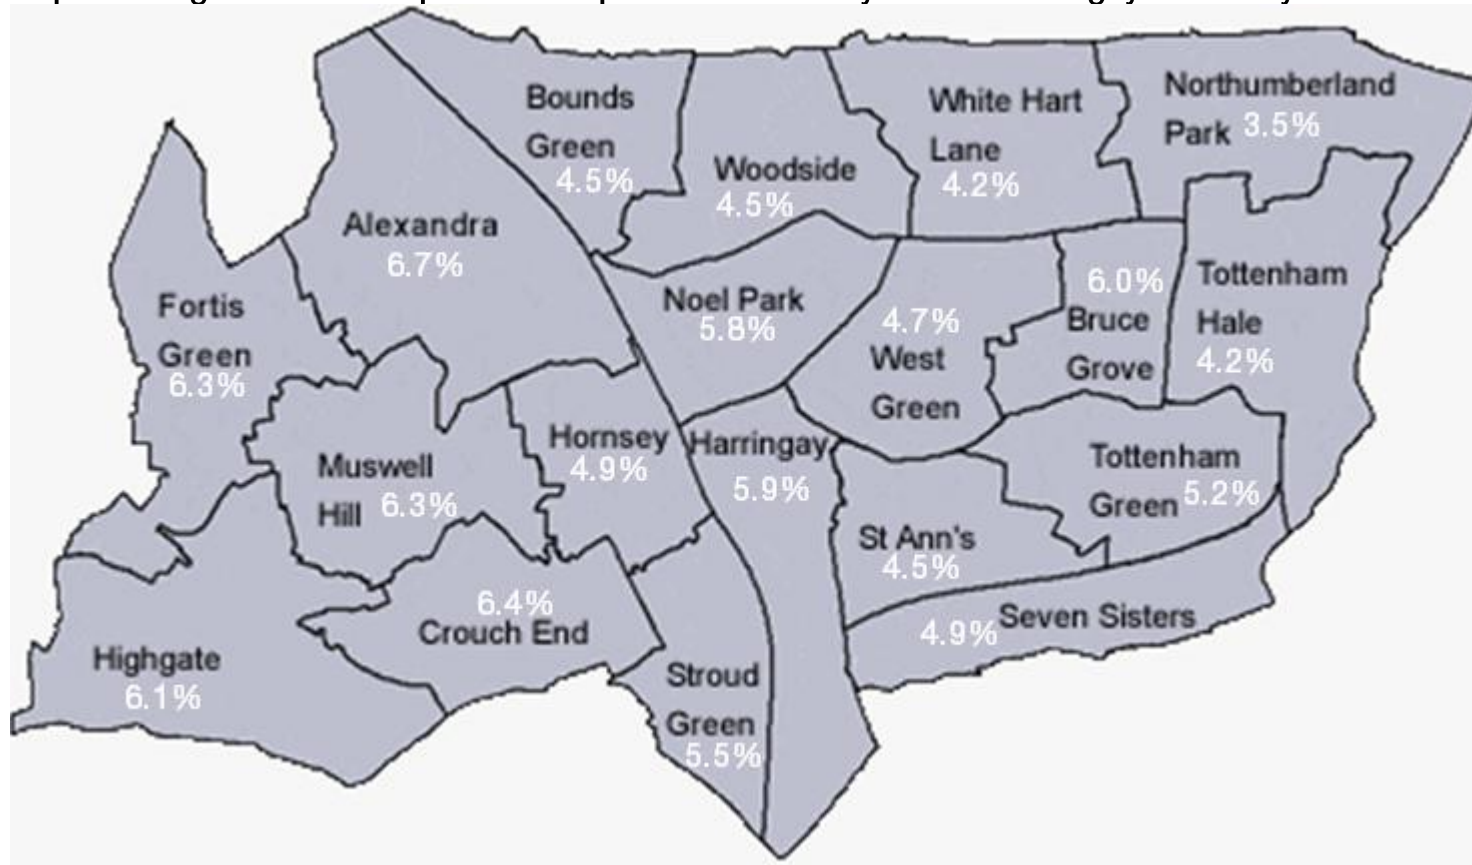 Bounds
Green
4.5%
Woodside
4.5%
White Hart
Lane
4.2%
Northumberland
Park 3.5%
Alexandra
6.7%
Fortis
Green
6.3%
Noel Park
5.8%
4.7%
West
Green
6.0%
Bruce
Grove
Tottenham
Hale
4.2%
Muswell
Hill 6.3%
Hornsey
4.9%
Harringay
5.9%
Tottenham
Green 5.2%
St Ann's
4.5%
Seven Sisters
4.9%
6.4%
Crouch End
Highgate
6.1%
Stroud
Green
5.5%